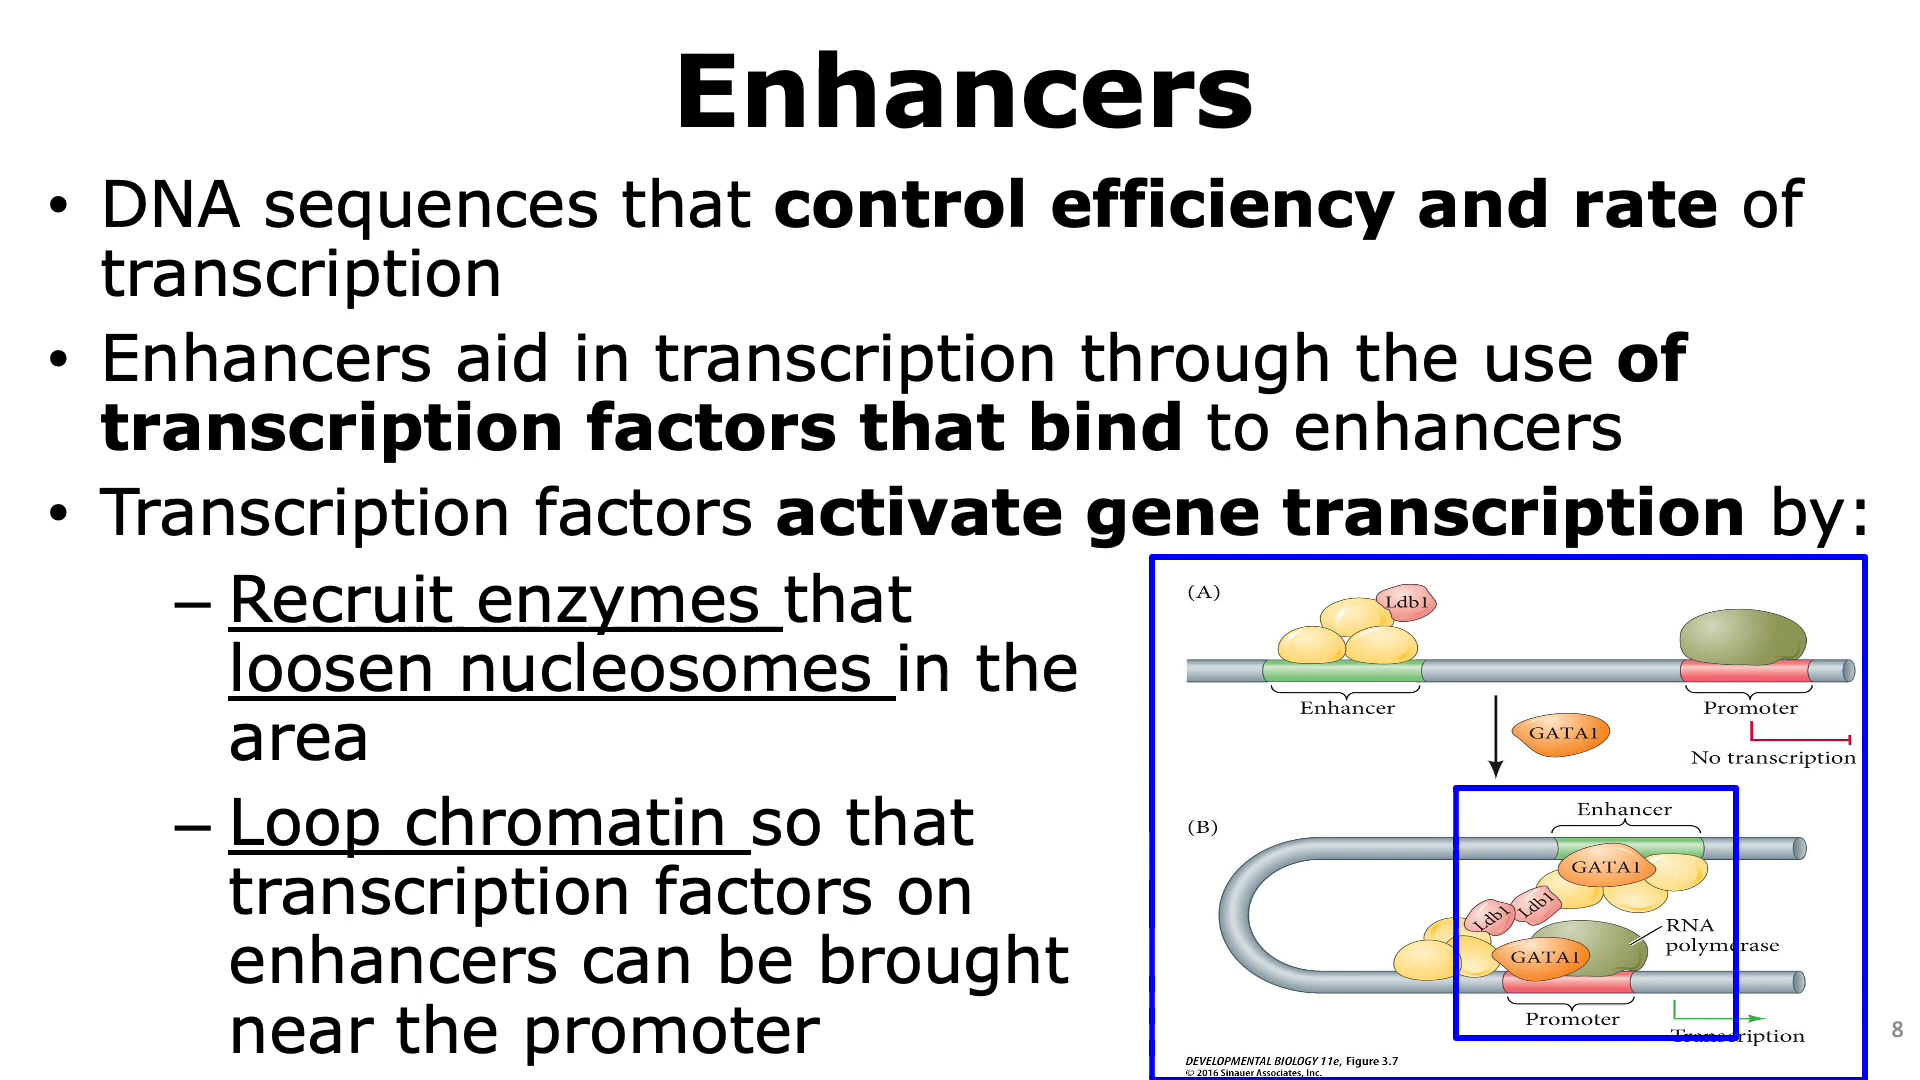 Enhancers
• DNA sequences that control efficiency and rate of
transcription
• Enhancers aid in transcription through the use of
transcription factors that bind to enhancers
• Transcription factors activate gene transcription by:
– Recruit enzymes that
loosen nucleosomes in the
area
– Loop chromatin so that
transcription factors on
enhancers can be brought
near the promoter
(A)
Ldb1
Enhancer
Promoter
GATA1
No transcription
(B)
Enhancer
GATA1
Ldb1
Ldb1
RNA
polymerase
GATA1
Promoter
Transcription
DEVELOPMENTAL BIOLOGY 11e, Figure 3.7
© 2016 Sinauer Associates, Inc.
8